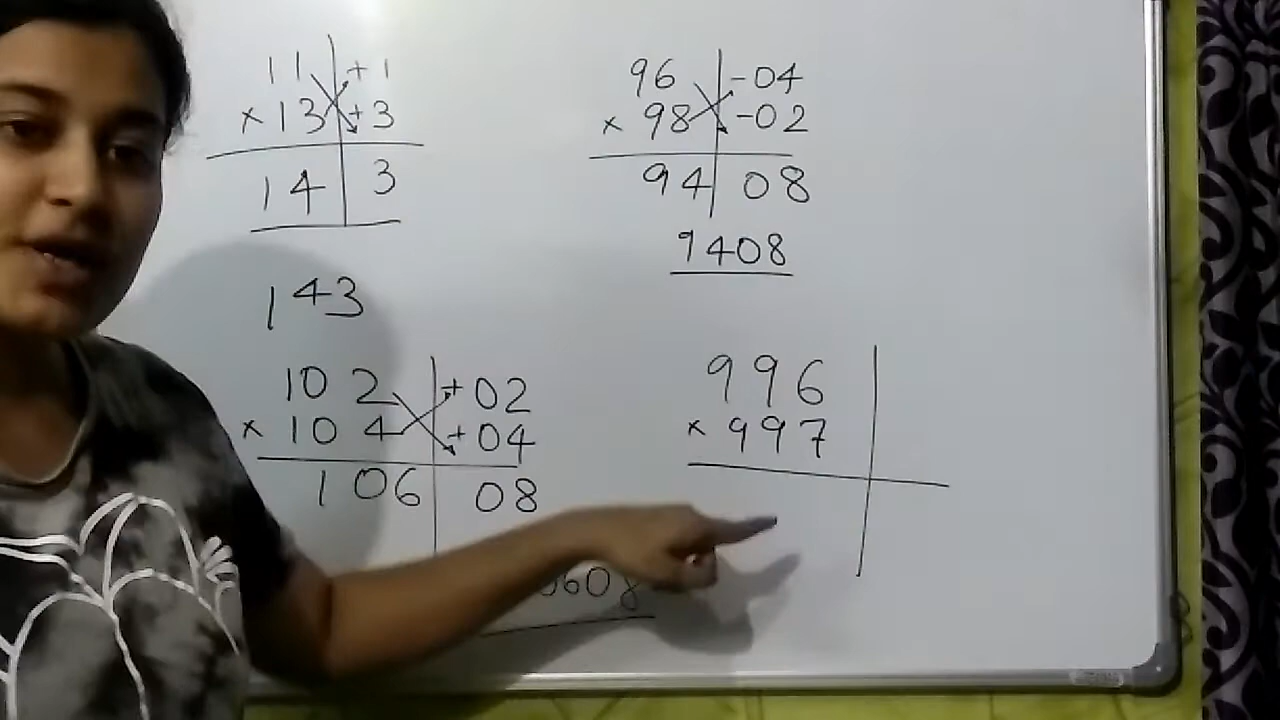 11 | +1
× 13 | +3
14 | 3
143
96 | -04
× 98 | -02
94 | 08
9408
102 | +02
× 104 | +04
106 | 08
996
× 997